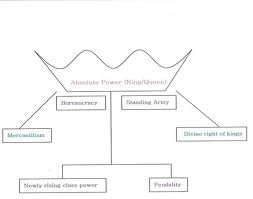 Absolute Power (King/Queen)
Bureaucracy
Standing Army
Mercantilism
Divine right of kings
Newly rising class power
Feudality